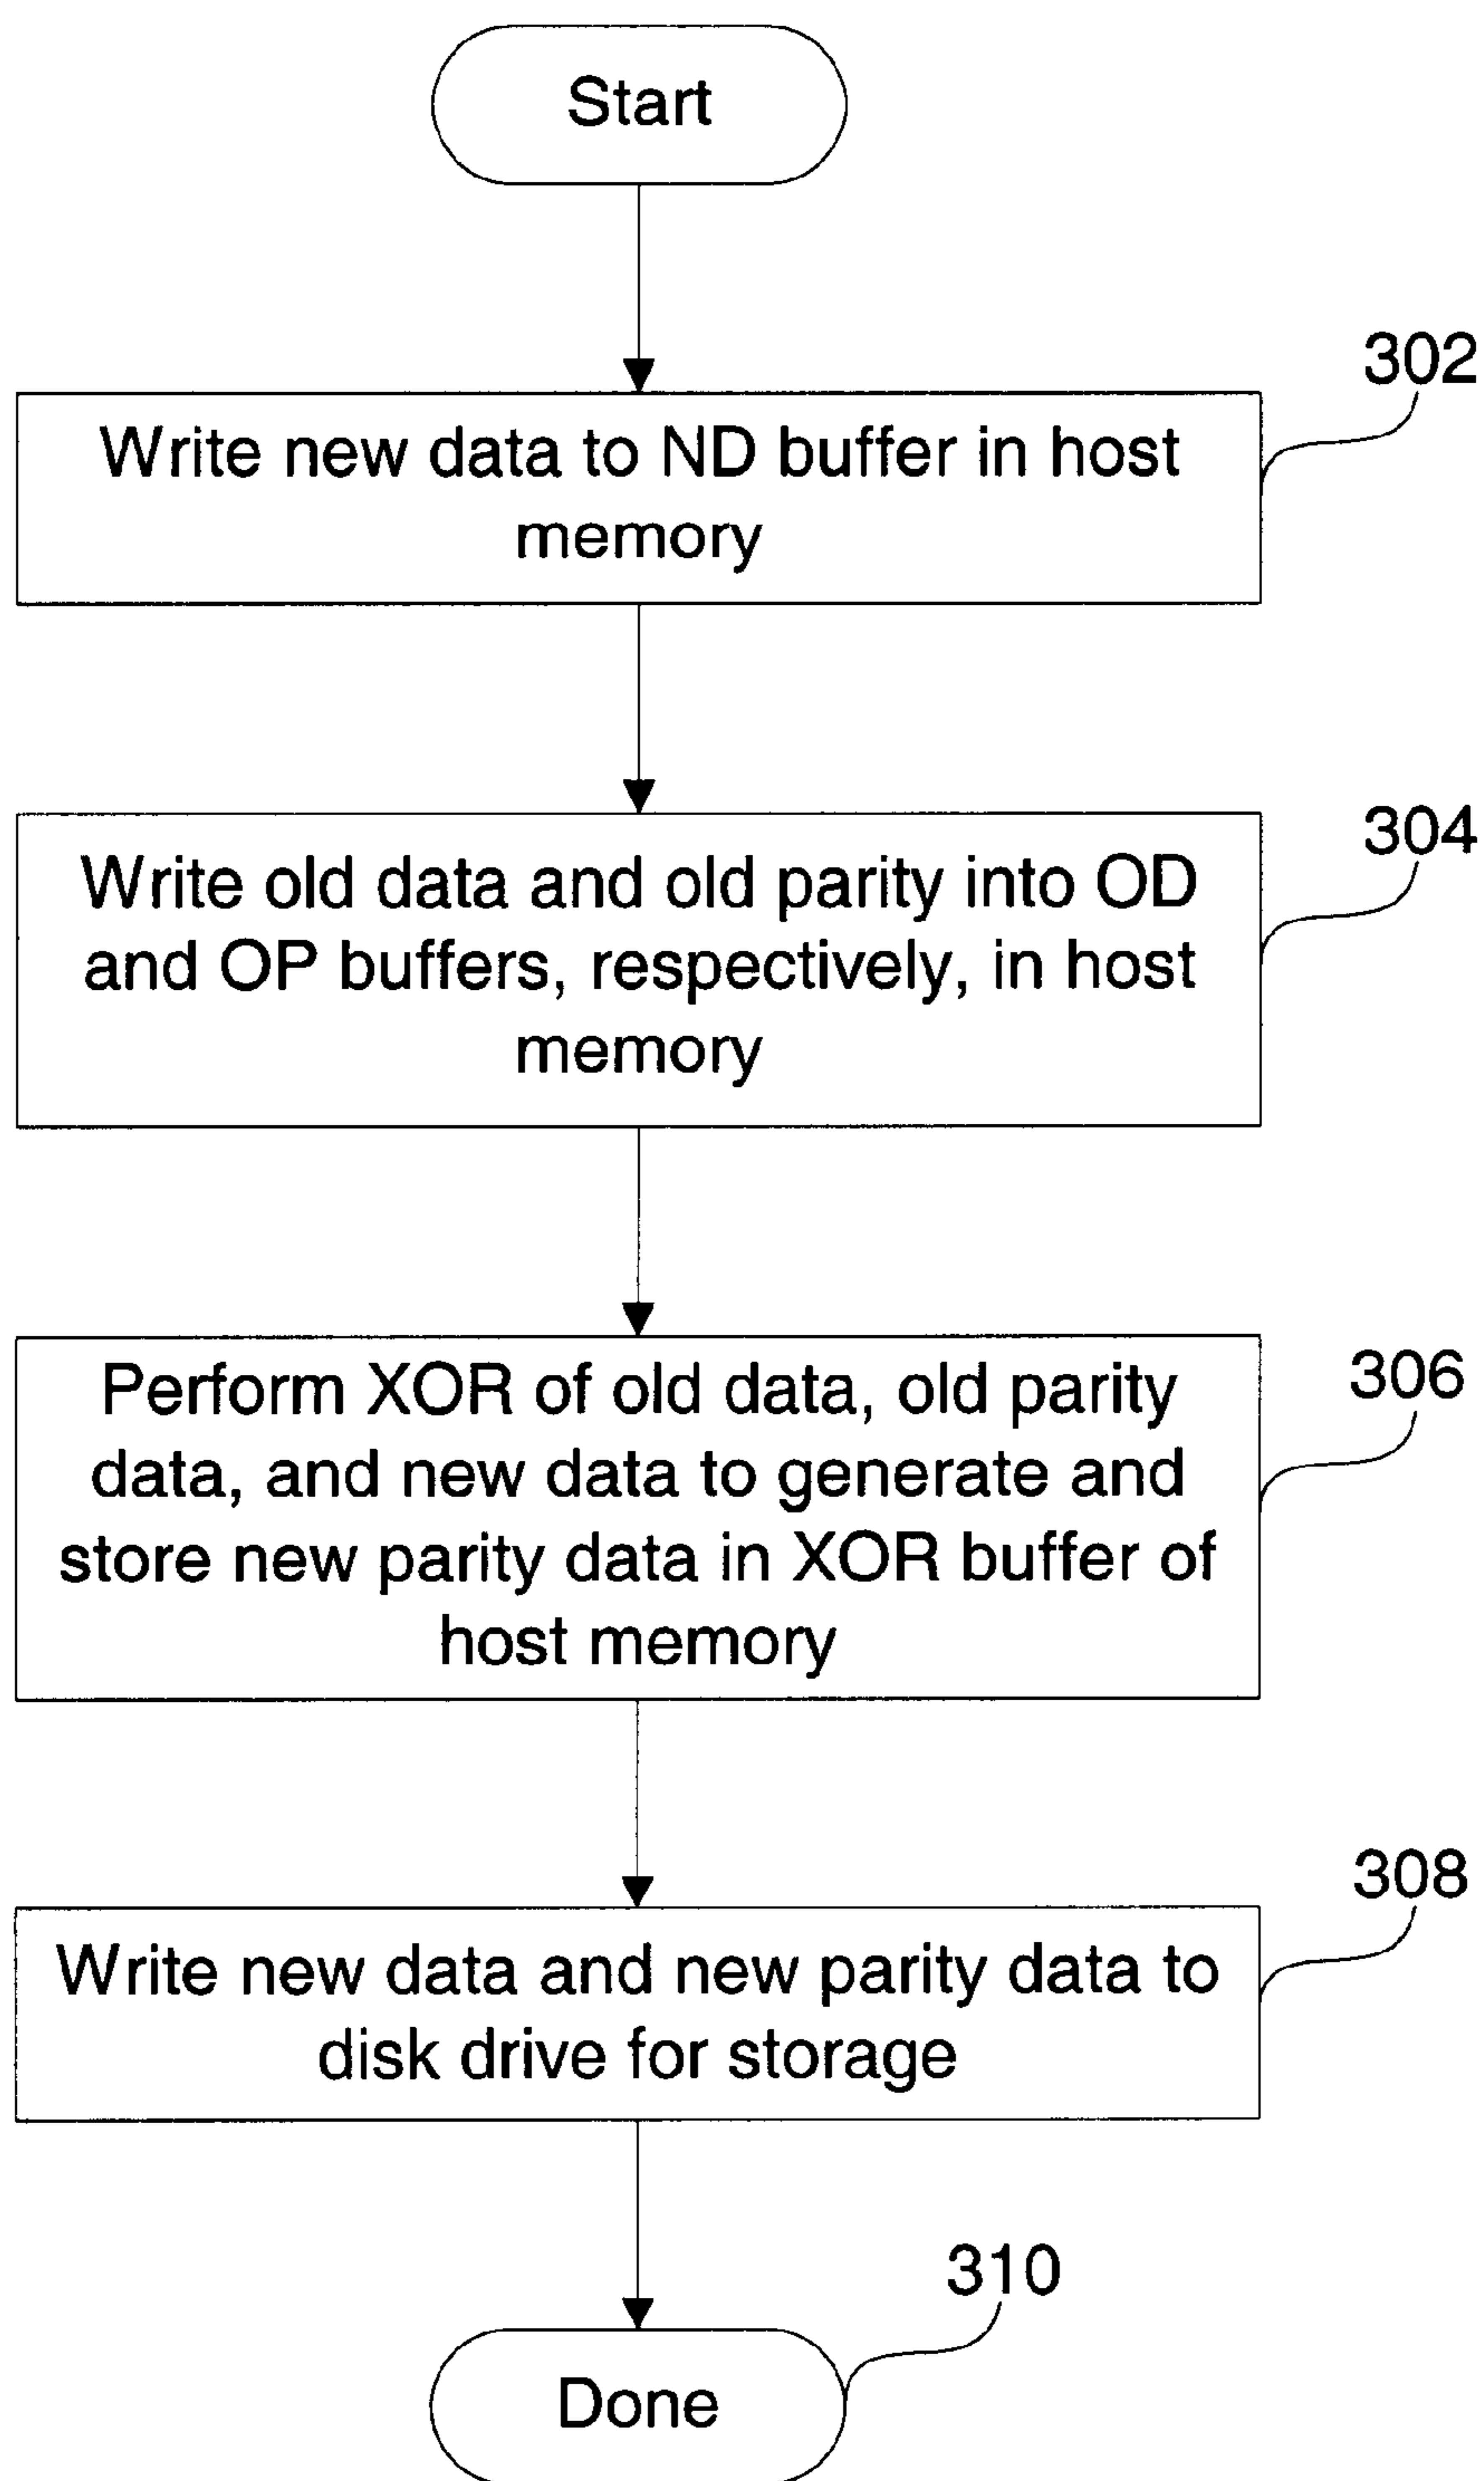 Start
302
Write new data to ND buffer in host
memory
304
Write old data and old parity into OD
and OP buffers, respectively, in host
memory
306
Perform XOR of old data, old parity
data, and new data to generate and
store new parity data in XOR buffer of
host memory
308
Write new data and new parity data to
disk drive for storage
310
Done